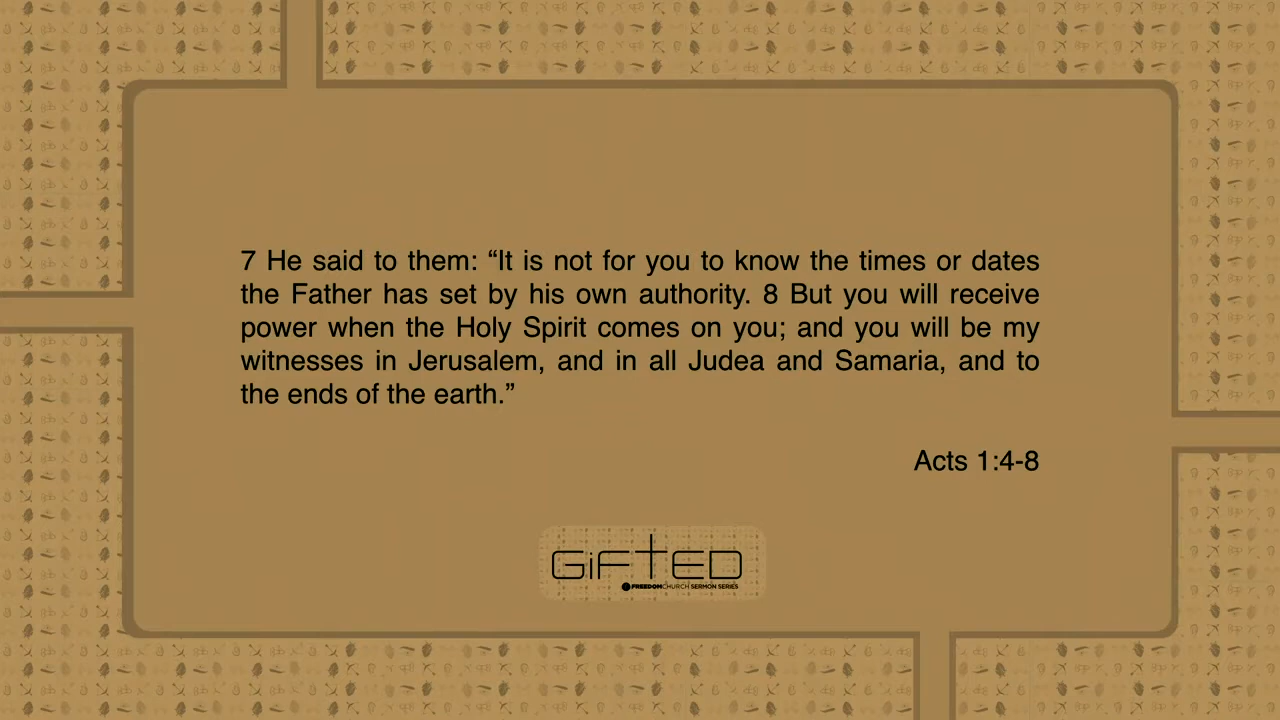 7 He said to them: “It is not for you to know the times or dates
the Father has set by his own authority. 8 But you will receive
power when the Holy Spirit comes on you; and you will be my
witnesses in Jerusalem, and in all Judea and Samaria, and to
the ends of the earth.”
Acts 1:4-8
GiFTED
FREEDOMCHURCH SERMON SERIES